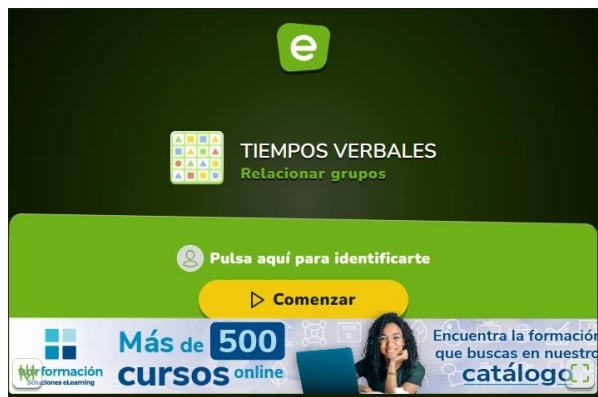 e
TIEMPOS VERBALES
Relacionar grupos
Pulsa aquí para identificarte
Comenzar
Más de 500
cursos online
formación
Soluciones eLearning
Encuentra la formación
que buscas en nuestro
catálogo